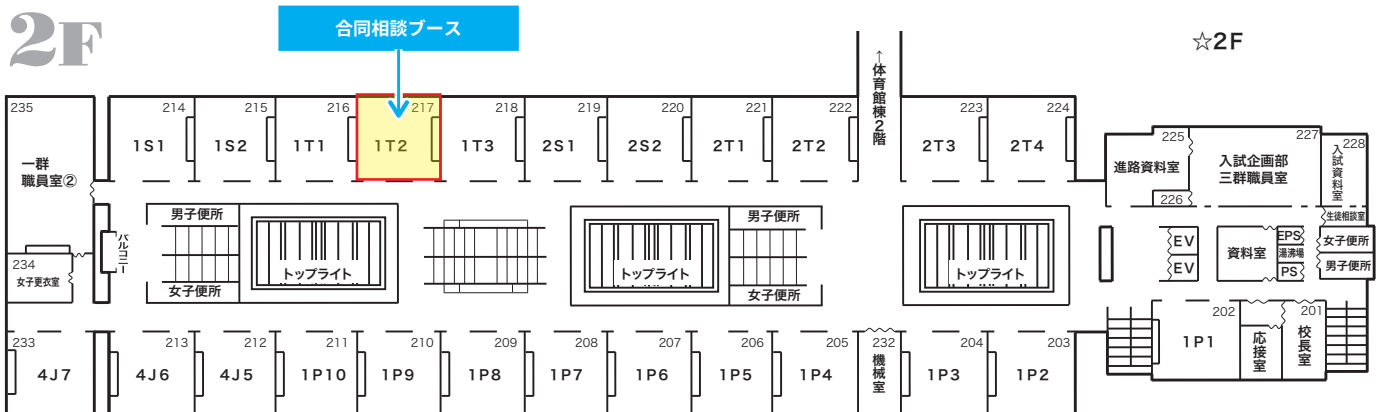 2F
合同相談ブース
☆2F
↑体育館棟2階
235
214
215
216
217
218
219
220
221
222
223
224
225
227
228
一群
職員室②
1S1
1S2
1T1
1T2
1T3
2S1
2S2
2T1
2T2
2T3
2T4
進路資料室
入試企画部
三群職員室
入試資料室
226
生徒相談室
バルコニー
男子便所
女子便所
トップライト
トップライト
男子便所
女子便所
トップライト
EV
EV
資料室
EPS
湯沸場
PS
女子便所
男子便所
234
女子更衣室
233
213
212
211
210
209
208
207
206
205
232
204
203
202
201
4J7
4J6
4J5
1P10
1P9
1P8
1P7
1P6
1P5
1P4
機械室
1P3
1P2
1P1
応接室
校長室